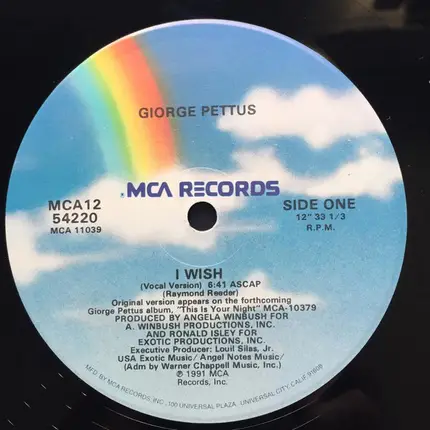 GIORGE PETTUS
MCA RECORDS
MCA12
54220
MCA 11039
SIDE ONE
12" 33 1/3
R.P.M.
I WISH
(Vocal Version) 6:41 ASCAP
(Raymond Reeder)
Original version appears on the forthcoming
Giorge Pettus album, "This Is Your Night" MCA-10379
PRODUCED BY ANGELA WINBUSH FOR
A. WINBUSH PRODUCTIONS, INC.
AND RONALD ISLEY FOR
EXOTIC PRODUCTIONS, INC.
Executive Producer: Louil Silas, Jr.
USA Exotic Music/ Angel Notes Music/
(Adm by Warner Chappell Music, Inc.)
℗ 1991 MCA
Records, Inc.
MFD BY MCA RECORDS, INC., 100 UNIVERSAL PLAZA, UNIVERSAL CITY, CALIF. 91608